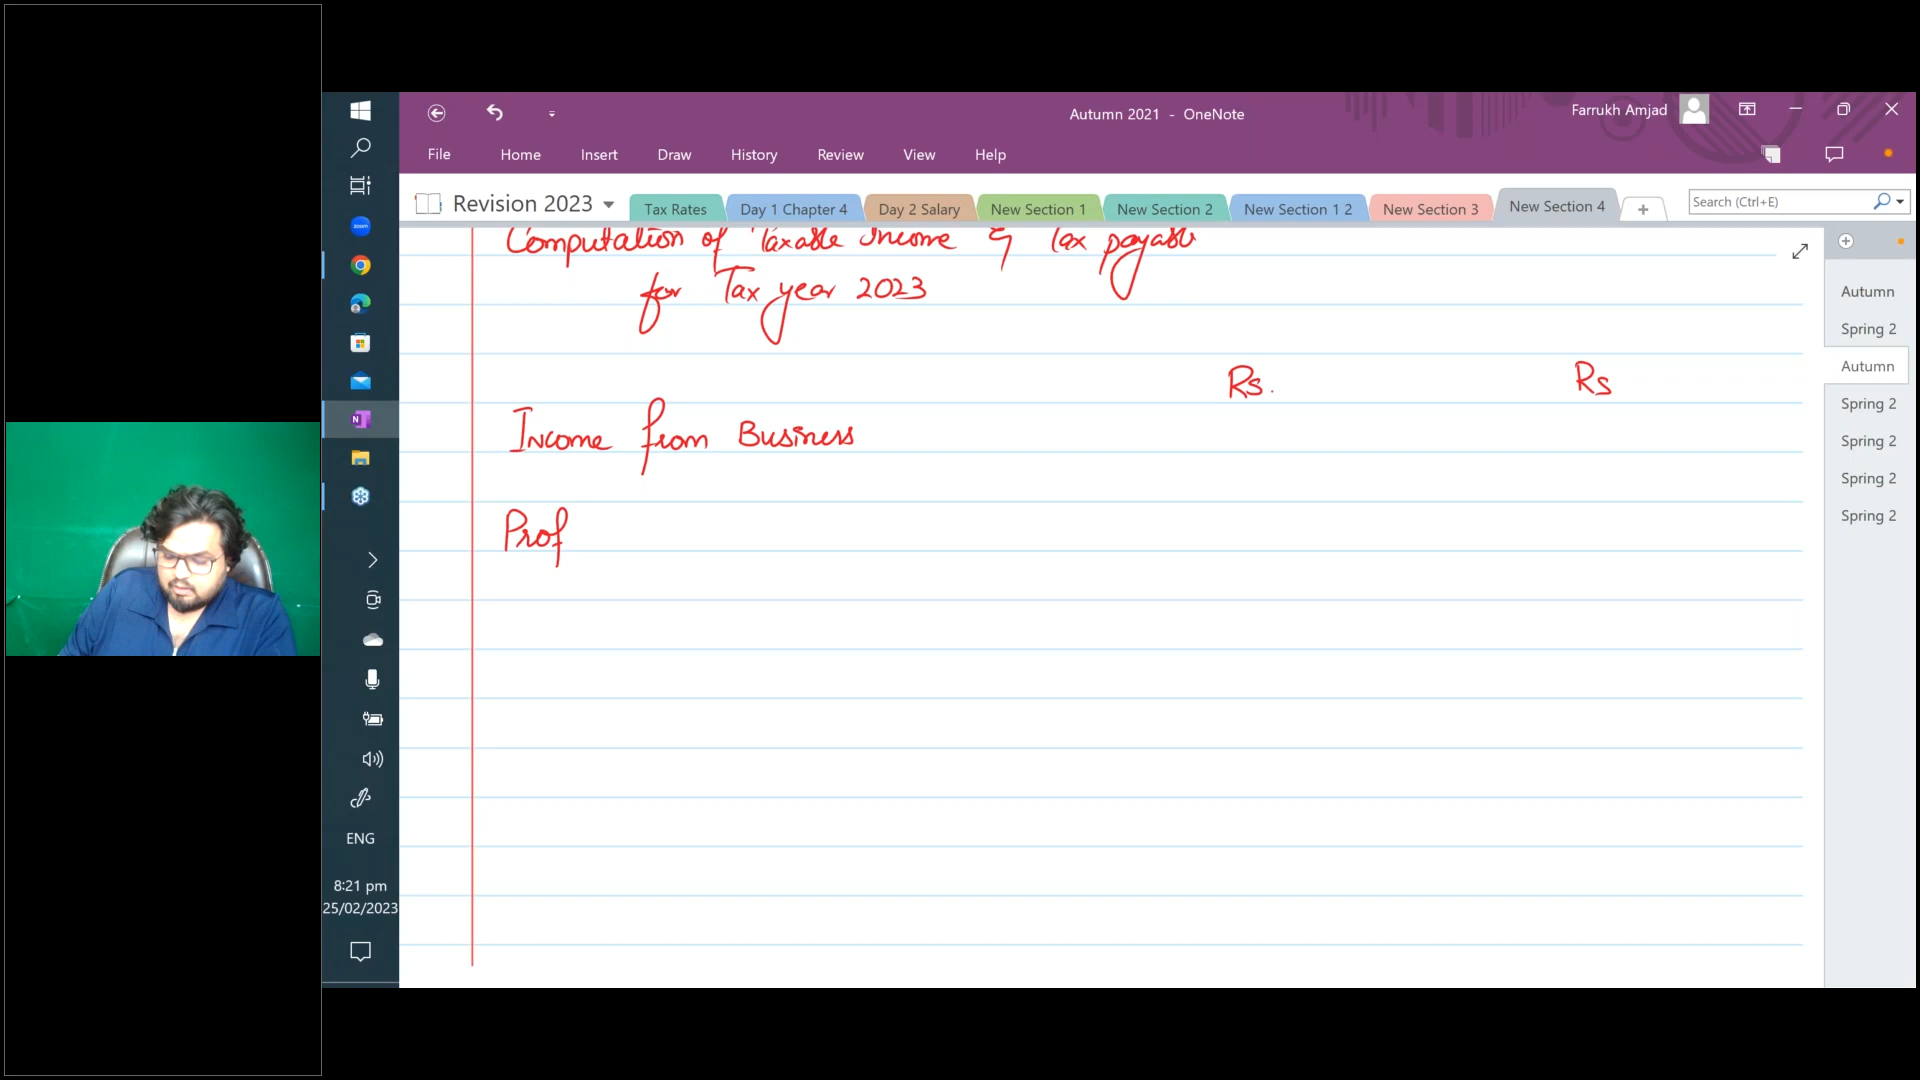 Autumn 2021 - OneNote
Farrukh Amjad
File Home Insert Draw History Review View Help
Revision 2023
Tax Rates
Day 1 Chapter 4
Day 2 Salary
New Section 1
New Section 2
New Section 1 2
New Section 3
New Section 4
Search (Ctrl+E)
Computation of Taxable Income & Tax payable
for Tax year 2023
Rs. Rs
Income from Business
Prof
Autumn
Spring 2
Autumn
Spring 2
Spring 2
Spring 2
Spring 2
zoom
N
ENG
8:21 pm
25/02/2023